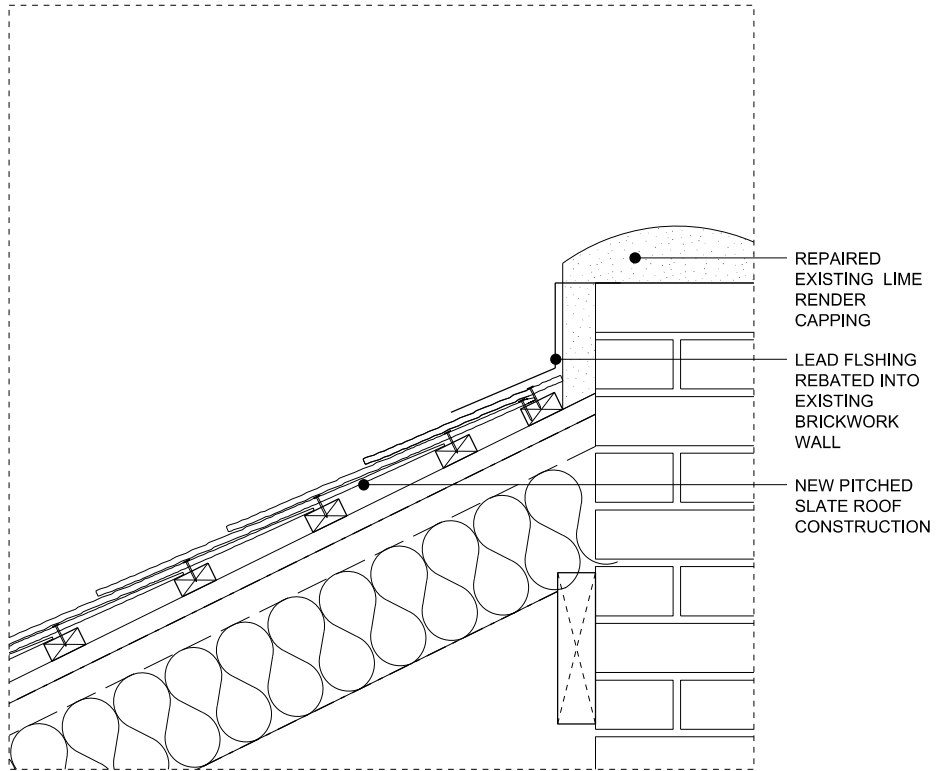 REPAIRED
EXISTING LIME
RENDER
CAPPING
LEAD FLSHING
REBATED INTO
EXISTING
BRICKWORK
WALL
NEW PITCHED
SLATE ROOF
CONSTRUCTION